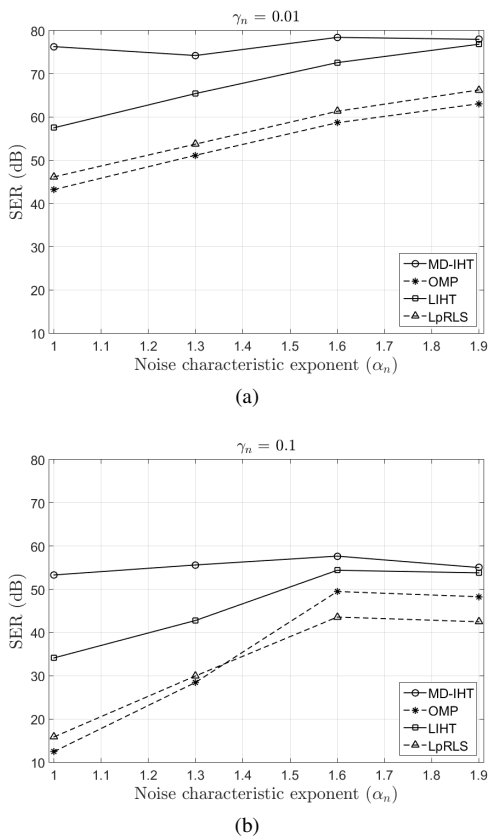 γₙ = 0.01
80
70
60
50
40
30
20
10
SER (dB)
MD-IHT
OMP
LIHT
LpRLS
1 1.1 1.2 1.3 1.4 1.5 1.6 1.7 1.8 1.9
Noise characteristic exponent (αₙ)
(a)
γₙ = 0.1
80
70
60
50
40
30
20
10
SER (dB)
MD-IHT
OMP
LIHT
LpRLS
1 1.1 1.2 1.3 1.4 1.5 1.6 1.7 1.8 1.9
Noise characteristic exponent (αₙ)
(b)